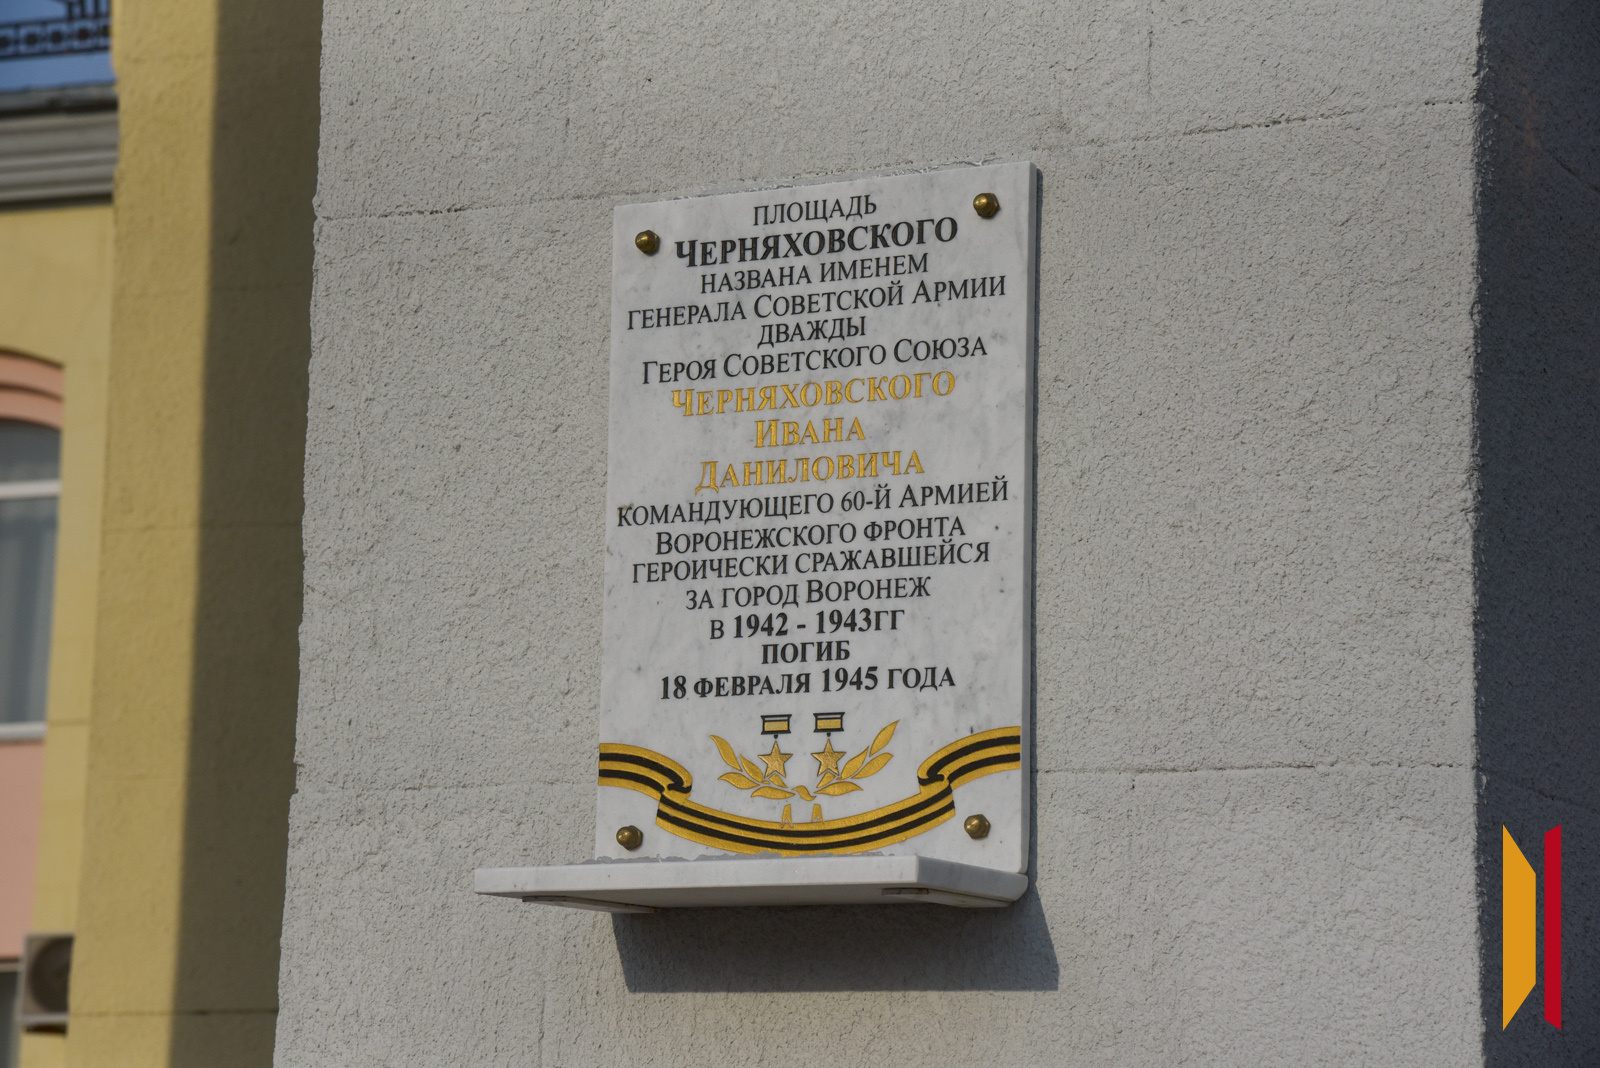 ПЛОЩАДЬ
ЧЕРНЯХОВСКОГО
НАЗВАНА ИМЕНЕМ
ГЕНЕРАЛА СОВЕТСКОЙ АРМИИ
ДВАЖДЫ
ГЕРОЯ СОВЕТСКОГО СОЮЗА
ЧЕРНЯХОВСКОГО
ИВАНА
ДАНИЛОВИЧА
КОМАНДУЮЩЕГО 60-Й АРМИЕЙ
ВОРОНЕЖСКОГО ФРОНТА
ГЕРОИЧЕСКИ СРАЖАВШЕЙСЯ
ЗА ГОРОД ВОРОНЕЖ
В 1942 - 1943ГГ
ПОГИБ
18 ФЕВРАЛЯ 1945 ГОДА